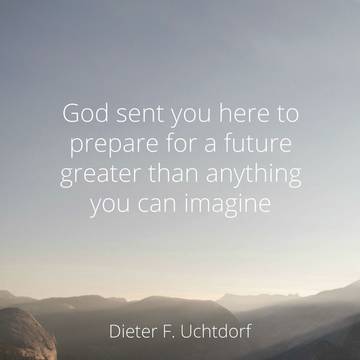 God sent you here to
prepare for a future
greater than anything
you can imagine
Dieter F. Uchtdorf